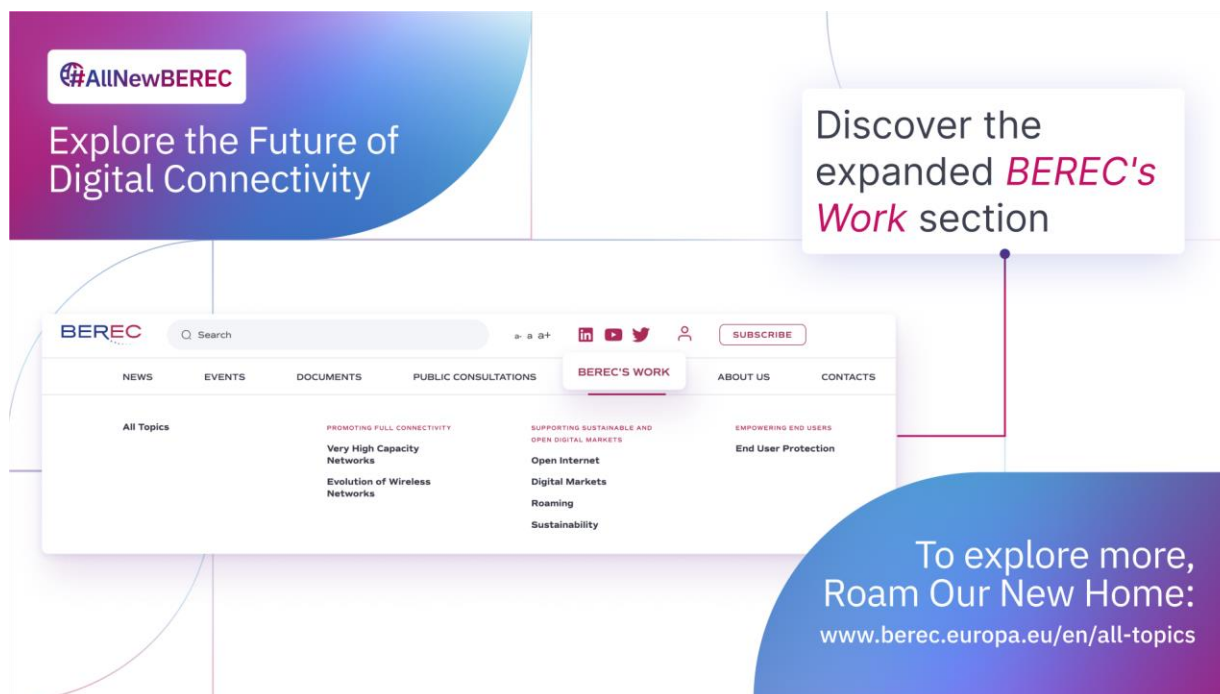 #AllNewBEREC
Explore the Future of
Digital Connectivity
Discover the
expanded BEREC's
Work section
BEREC
Search
a- a a+
SUBSCRIBE
NEWS
EVENTS
DOCUMENTS
PUBLIC CONSULTATIONS
BEREC'S WORK
ABOUT US
CONTACTS
All Topics
PROMOTING FULL CONNECTIVITY
Very High Capacity
Networks
Evolution of Wireless
Networks
SUPPORTING SUSTAINABLE AND
OPEN DIGITAL MARKETS
Open Internet
Digital Markets
Roaming
Sustainability
EMPOWERING END USERS
End User Protection
To explore more,
Roam Our New Home:
www.berec.europa.eu/en/all-topics